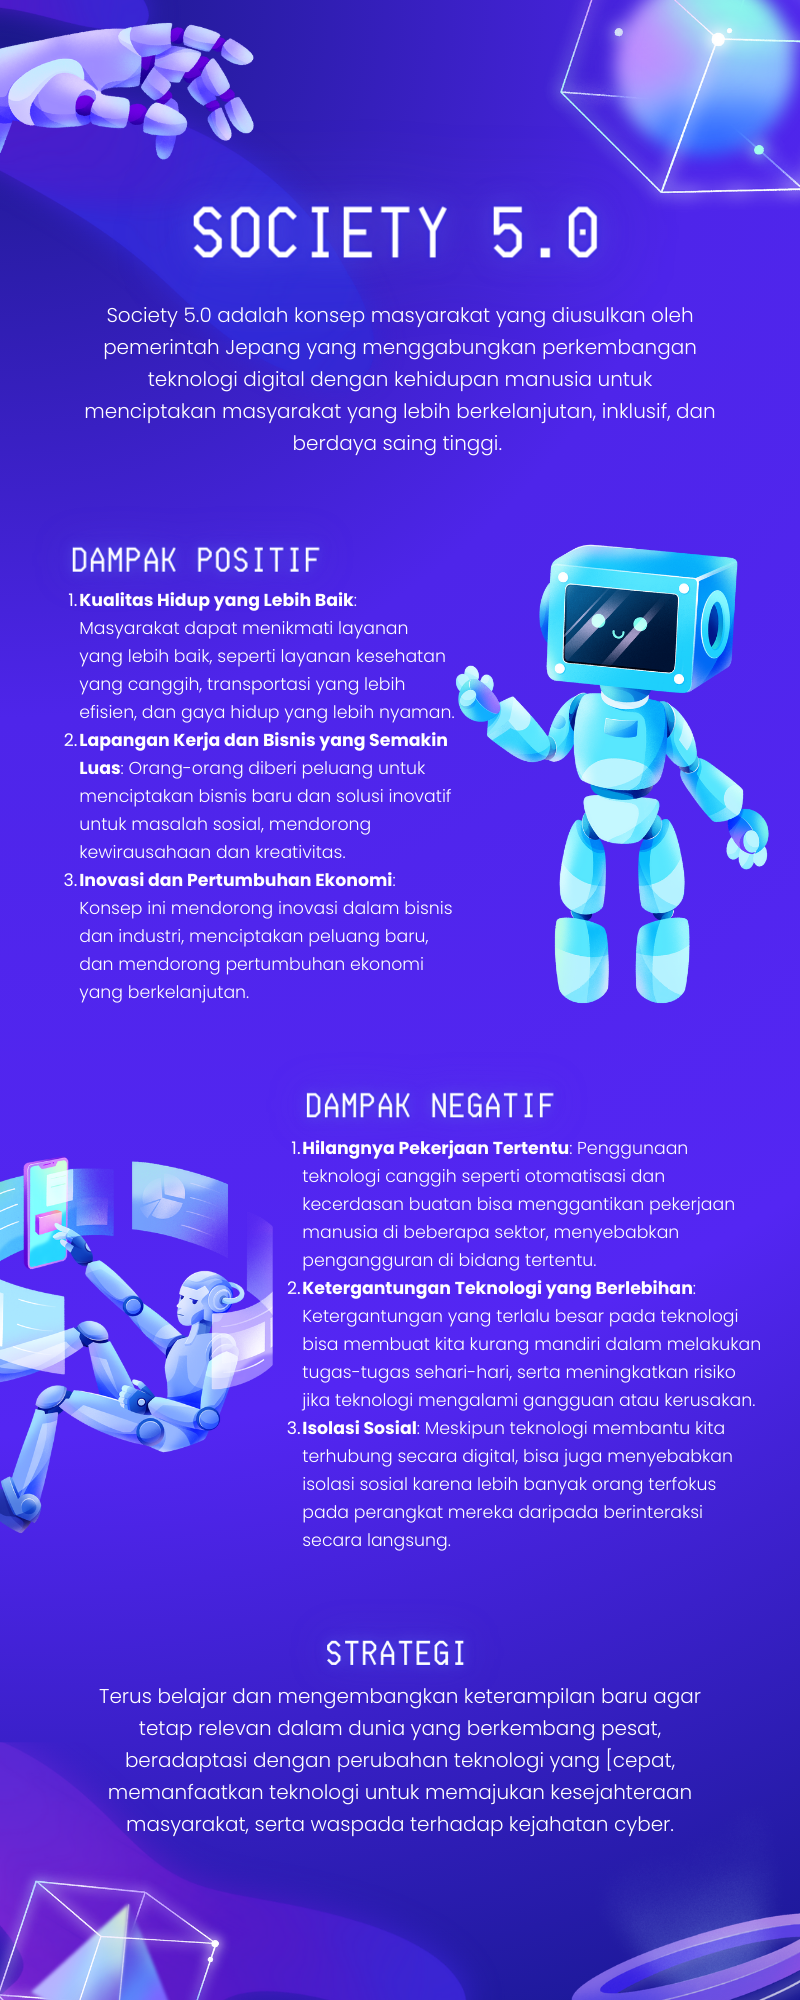 SOCIETY 5.0
Society 5.0 adalah konsep masyarakat yang diusulkan oleh
pemerintah Jepang yang menggabungkan perkembangan
teknologi digital dengan kehidupan manusia untuk
menciptakan masyarakat yang lebih berkelanjutan, inklusif, dan
berdaya saing tinggi.
DAMPAK POSITIF
1. Kualitas Hidup yang Lebih Baik:
Masyarakat dapat menikmati layanan
yang lebih baik, seperti layanan kesehatan
yang canggih, transportasi yang lebih
efisien, dan gaya hidup yang lebih nyaman.
2. Lapangan Kerja dan Bisnis yang Semakin
Luas: Orang-orang diberi peluang untuk
menciptakan bisnis baru dan solusi inovatif
untuk masalah sosial, mendorong
kewirausahaan dan kreativitas.
3. Inovasi dan Pertumbuhan Ekonomi:
Konsep ini mendorong inovasi dalam bisnis
dan industri, menciptakan peluang baru,
dan mendorong pertumbuhan ekonomi
yang berkelanjutan.
DAMPAK NEGATIF
1. Hilangnya Pekerjaan Tertentu: Penggunaan
teknologi canggih seperti otomatisasi dan
kecerdasan buatan bisa menggantikan pekerjaan
manusia di beberapa sektor, menyebabkan
pengangguran di bidang tertentu.
2. Ketergantungan Teknologi yang Berlebihan:
Ketergantungan yang terlalu besar pada teknologi
bisa membuat kita kurang mandiri dalam melakukan
tugas-tugas sehari-hari, serta meningkatkan risiko
jika teknologi mengalami gangguan atau kerusakan.
3. Isolasi Sosial: Meskipun teknologi membantu kita
terhubung secara digital, bisa juga menyebabkan
isolasi sosial karena lebih banyak orang terfokus
pada perangkat mereka daripada berinteraksi
secara langsung.
STRATEGI
Terus belajar dan mengembangkan keterampilan baru agar
tetap relevan dalam dunia yang berkembang pesat,
beradaptasi dengan perubahan teknologi yang [cepat,
memanfaatkan teknologi untuk memajukan kesejahteraan
masyarakat, serta waspada terhadap kejahatan cyber.